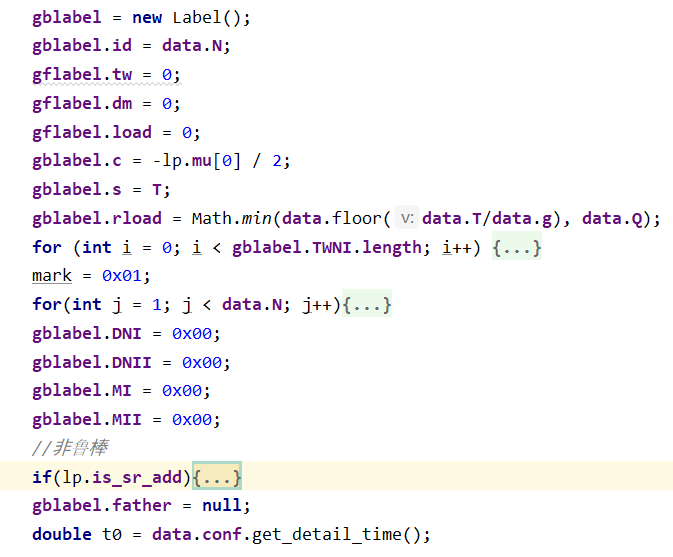 gblabel = new Label();
gblabel.id = data.N;
gflabel.tw = 0;
gflabel.dm = 0;
gflabel.load = 0;
gblabel.c = -lp.mu[0] / 2;
gblabel.s = T;
gblabel.rload = Math.min(data.floor( v: data.T/data.g), data.Q);
for (int i = 0; i < gblabel.TWNI.length; i++) {...}
mark = 0x01;
for(int j = 1; j < data.N; j++){...}
gblabel.DNI = 0x00;
gblabel.DNII = 0x00;
gblabel.MI = 0x00;
gblabel.MII = 0x00;
//非鲁棒
if(lp.is_sr_add){...}
gblabel.father = null;
double t0 = data.conf.get_detail_time();